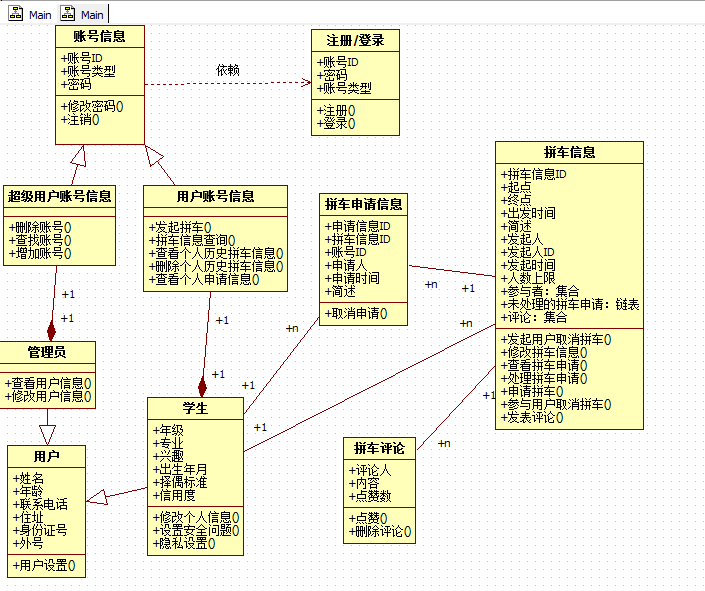 Main
Main
账号信息
+账号ID
+账号类型
+密码
+修改密码()
+注销()
依赖
注册/登录
+账号ID
+密码
+账号类型
+注册()
+登录()
超级用户账号信息
+删除账号()
+查找账号()
+增加账号()
用户账号信息
+发起拼车()
+拼车信息查询()
+查看个人历史拼车信息()
+删除个人历史拼车信息()
+查看个人申请信息()
拼车申请信息
+申请信息ID
+拼车信息ID
+账号ID
+申请人
+申请时间
+简述
+取消申请()
拼车信息
+拼车信息ID
+起点
+终点
+出发时间
+简述
+发起人
+发起人ID
+发起时间
+人数上限
+参与者：集合
+未处理的拼车申请：链表
+评论：集合
+发起用户取消拼车()
+修改拼车信息()
+查看拼车申请()
+处理拼车申请()
+申请拼车()
+参与用户取消拼车()
+发表评论()
+1
+1
+1
+1
+n
+1
+n
+1
+n
+1
+1
+n
管理员
+查看用户信息()
+修改用户信息()
学生
+年级
+专业
+兴趣
+出生年月
+择偶标准
+信用度
+修改个人信息()
+设置安全问题()
+隐私设置()
用户
+姓名
+年龄
+联系电话
+住址
+身份证号
+外号
+用户设置()
拼车评论
+评论人
+内容
+点赞数
+点赞()
+删除评论()